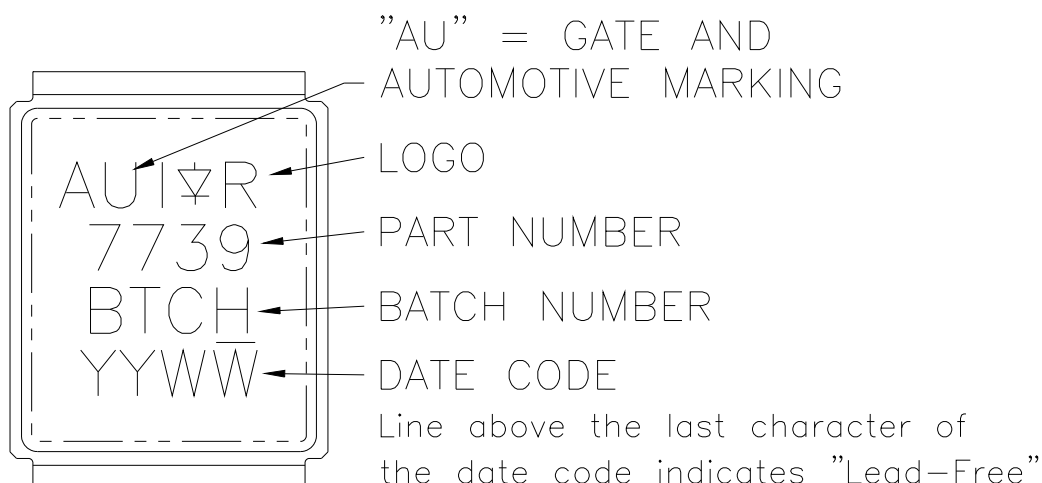 "AU" = GATE AND
AUTOMOTIVE MARKING
AUIR
LOGO
7739
PART NUMBER
BTCH
BATCH NUMBER
YYWW
DATE CODE
Line above the last character of
the date code indicates "Lead-Free"